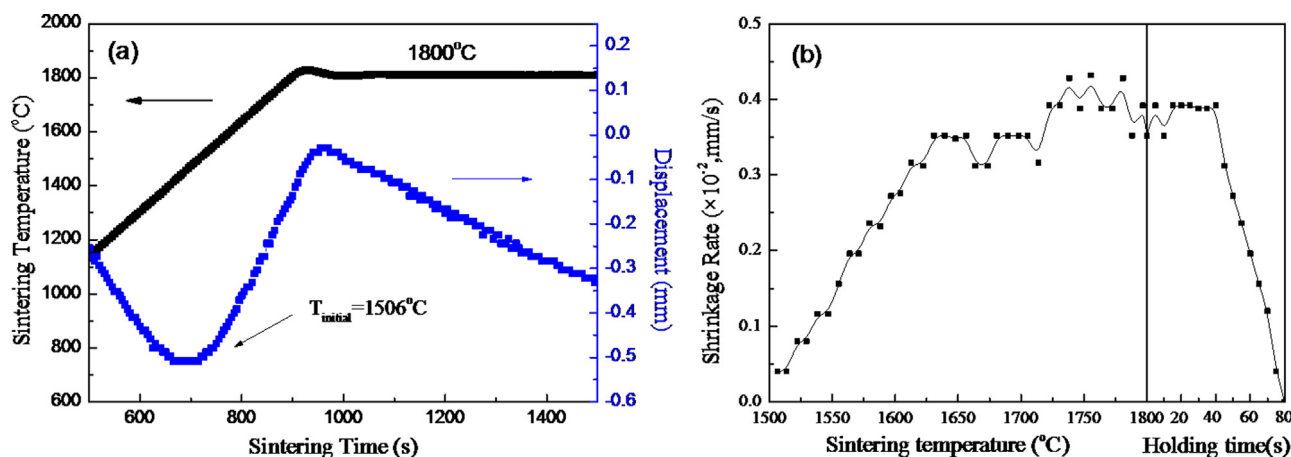 (a)
1800°C
T_initial=1506°C
2000
1800
1600
1400
1200
1000
800
600
Sintering Temperature (°C)
600 800 1000 1200 1400
Sintering Time (s)
0.2
0.1
0.0
-0.1
-0.2
-0.3
-0.4
-0.5
-0.6
Displacement (mm)
(b)
0.5
0.4
0.3
0.2
0.1
0.0
Shrinkage Rate (×10⁻²,mm/s)
1500 1550 1600 1650 1700 1750 1800 20 40 60 80
Sintering temperature (°C) Holding time(s)